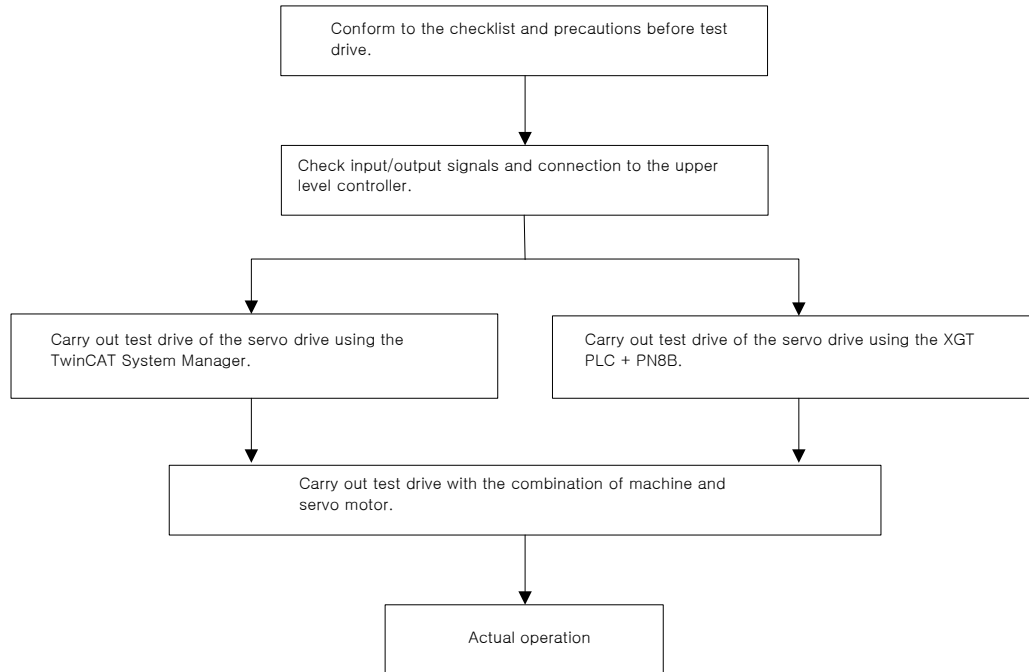 Conform to the checklist and precautions before test
drive.
Check input/output signals and connection to the upper
level controller.
Carry out test drive of the servo drive using the
TwinCAT System Manager.
Carry out test drive of the servo drive using the XGT
PLC + PN8B.
Carry out test drive with the combination of machine and
servo motor.
Actual operation